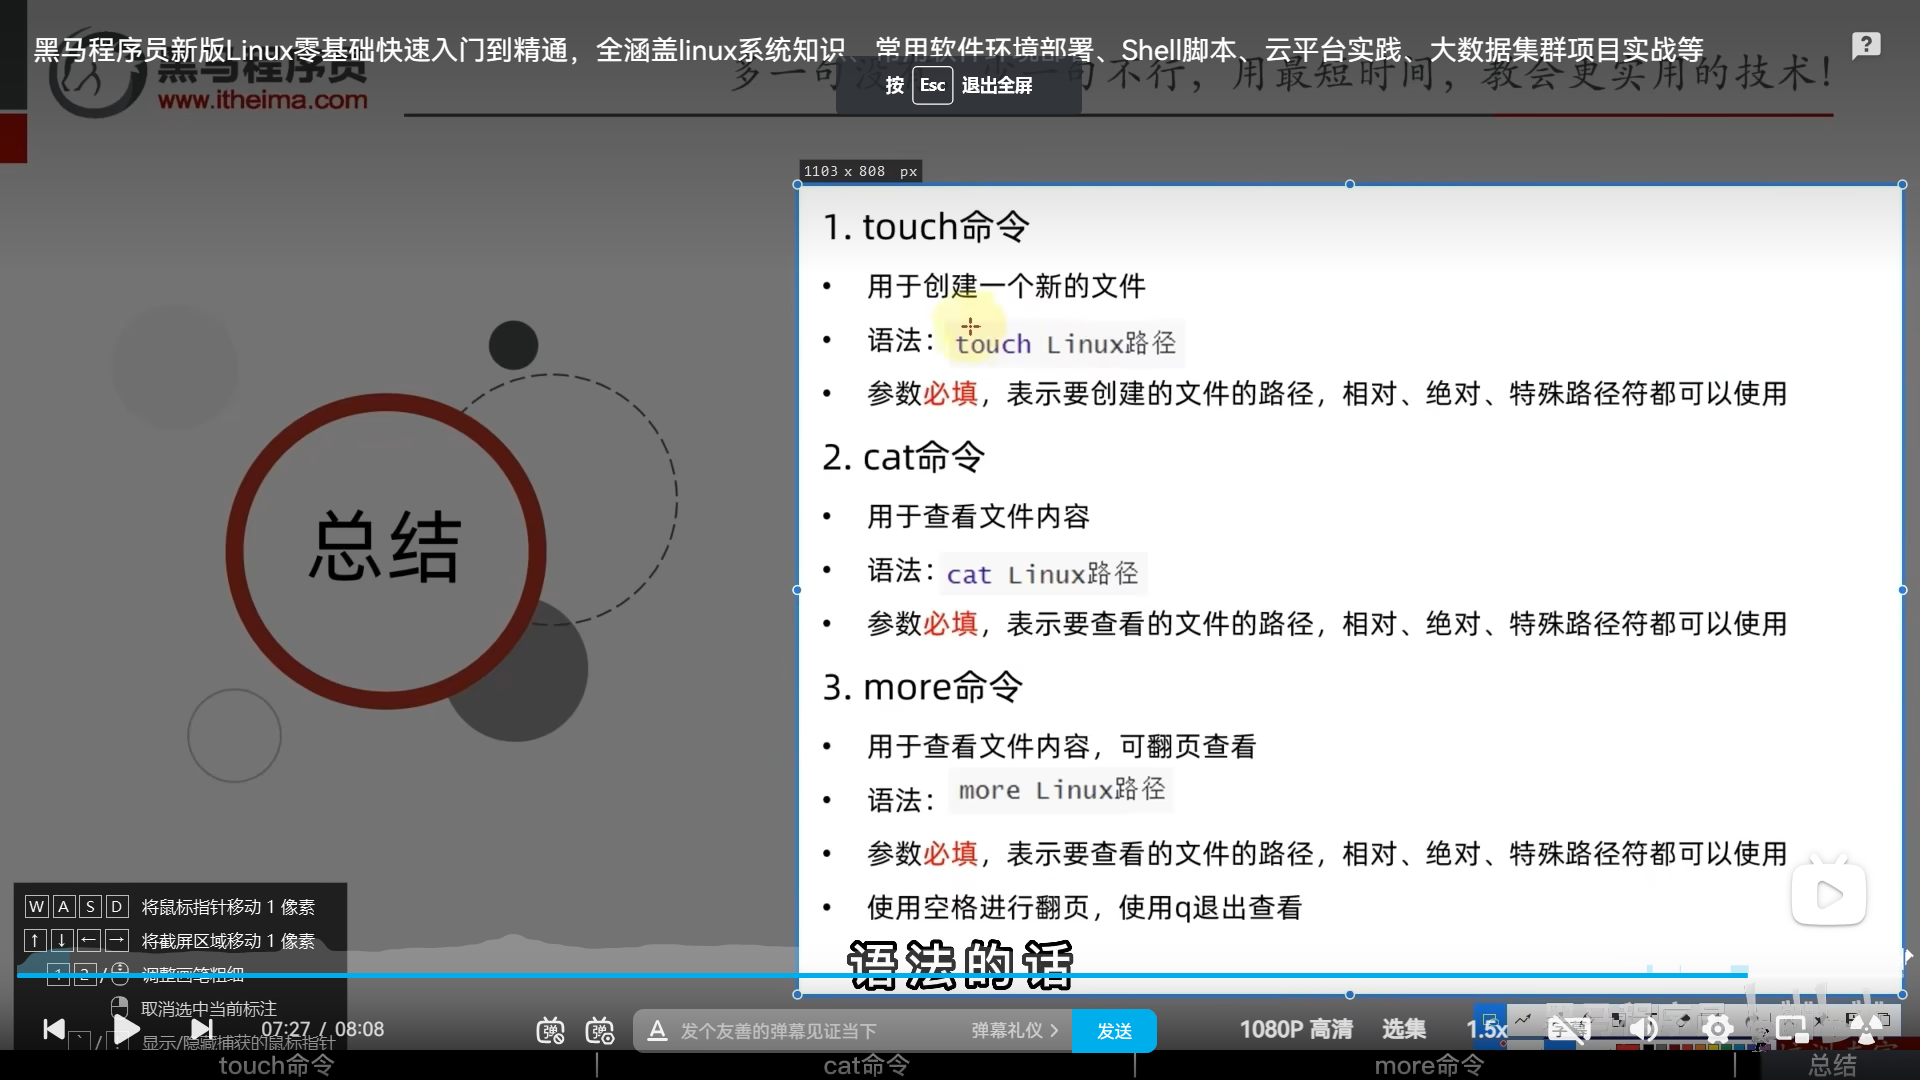 黑马程序员新版Linux零基础快速入门到精通，全涵盖linux系统知识、常用软件环境部署、Shell脚本、云平台实践、大数据集群项目实战等
黑马程序员
www.itheima.com
句不行，用最短时间，教会更实用的技术！
按 Esc 退出全屏
1103 x 808 px
1. touch命令
• 用于创建一个新的文件
• 语法： touch Linux路径
• 参数必填，表示要创建的文件的路径，相对、绝对、特殊路径符都可以使用
2. cat命令
• 用于查看文件内容
• 语法： cat Linux路径
• 参数必填，表示要查看的文件的路径，相对、绝对、特殊路径符都可以使用
3. more命令
• 用于查看文件内容，可翻页查看
• 语法： more Linux路径
• 参数必填，表示要查看的文件的路径，相对、绝对、特殊路径符都可以使用
• 使用空格进行翻页，使用q退出查看
总结
语法的话
W A S D 将鼠标指针移动 1 像素
↑ ↓ ← → 将截屏区域移动 1 像素
1 2 / 调整画笔粗细
取消选中当前标注
显示/隐藏捕获的鼠标指针
07:27 / 08:08
发个友善的弹幕见证当下
弹幕礼仪 >
发送
1080P 高清
选集
1.5x
字幕
touch命令
cat命令
more命令
总结